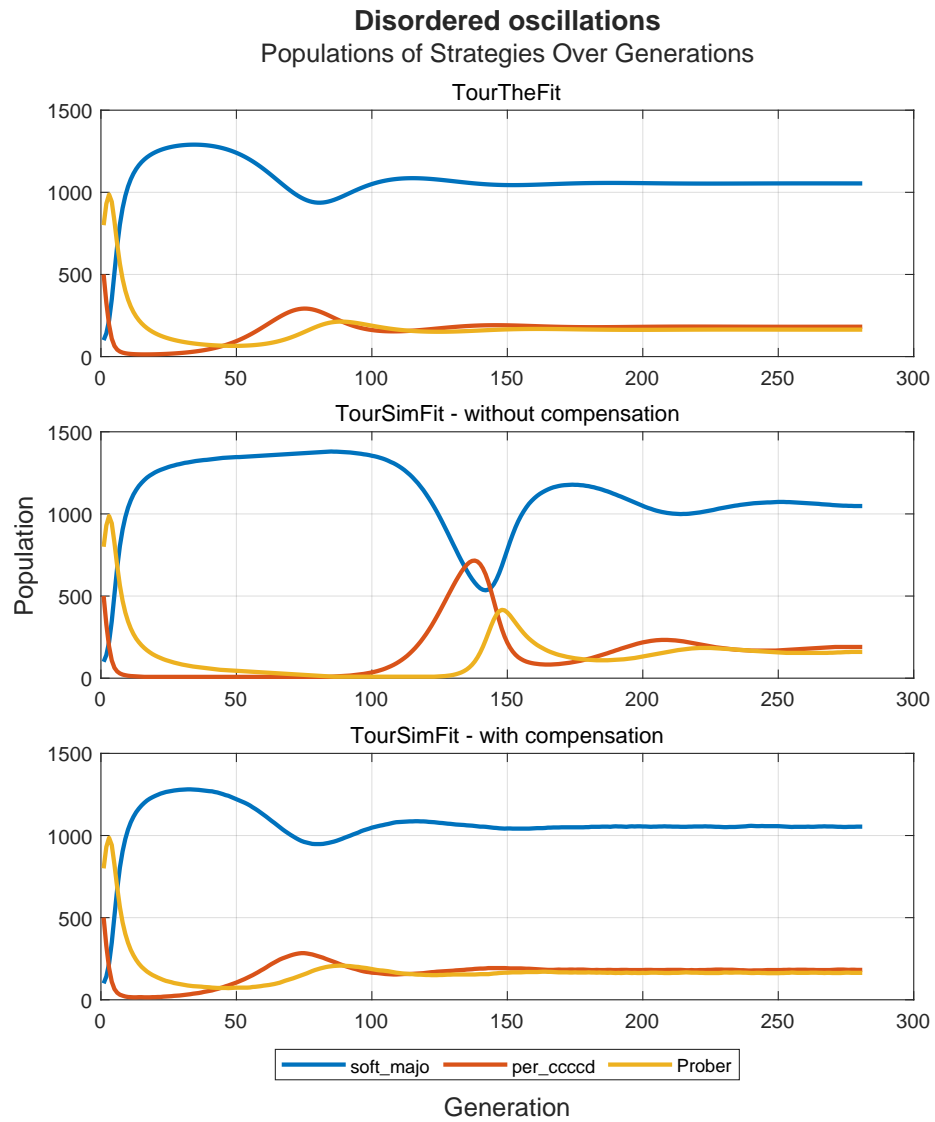 Disordered oscillations
Populations of Strategies Over Generations
TourTheFit
1500
1000
500
0
0 50 100 150 200 250 300
TourSimFit - without compensation
1500
1000
500
0
0 50 100 150 200 250 300
Population
TourSimFit - with compensation
1500
1000
500
0
0 50 100 150 200 250 300
soft_majo per_ccccd Prober
Generation